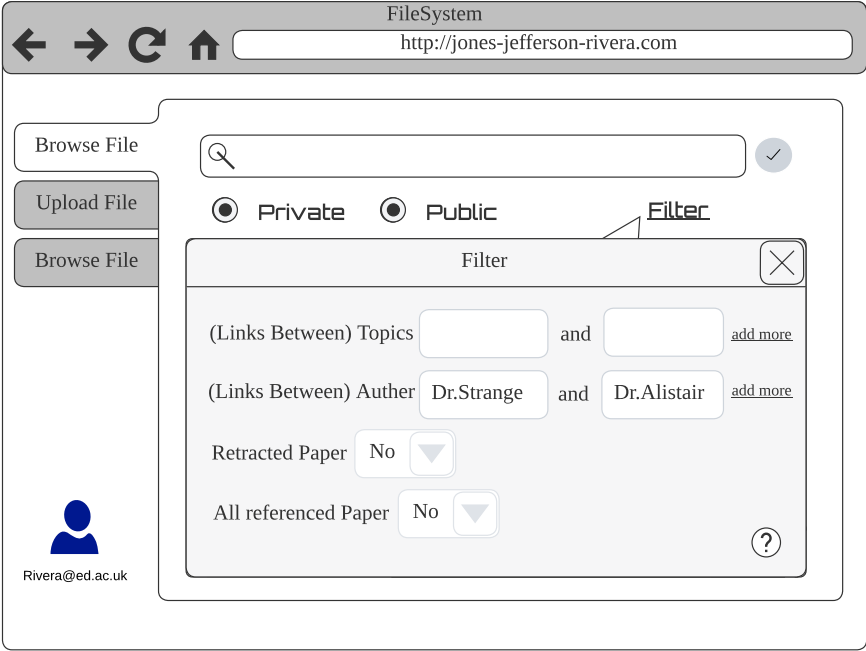 FileSystem
http://jones-jefferson-rivera.com
Browse File
Upload File
Browse File
Private
Public
Filter
Filter
(Links Between) Topics
and
add more
(Links Between) Auther
Dr.Strange
and
Dr.Alistair
add more
Retracted Paper
No
All referenced Paper
No
?
Rivera@ed.ac.uk